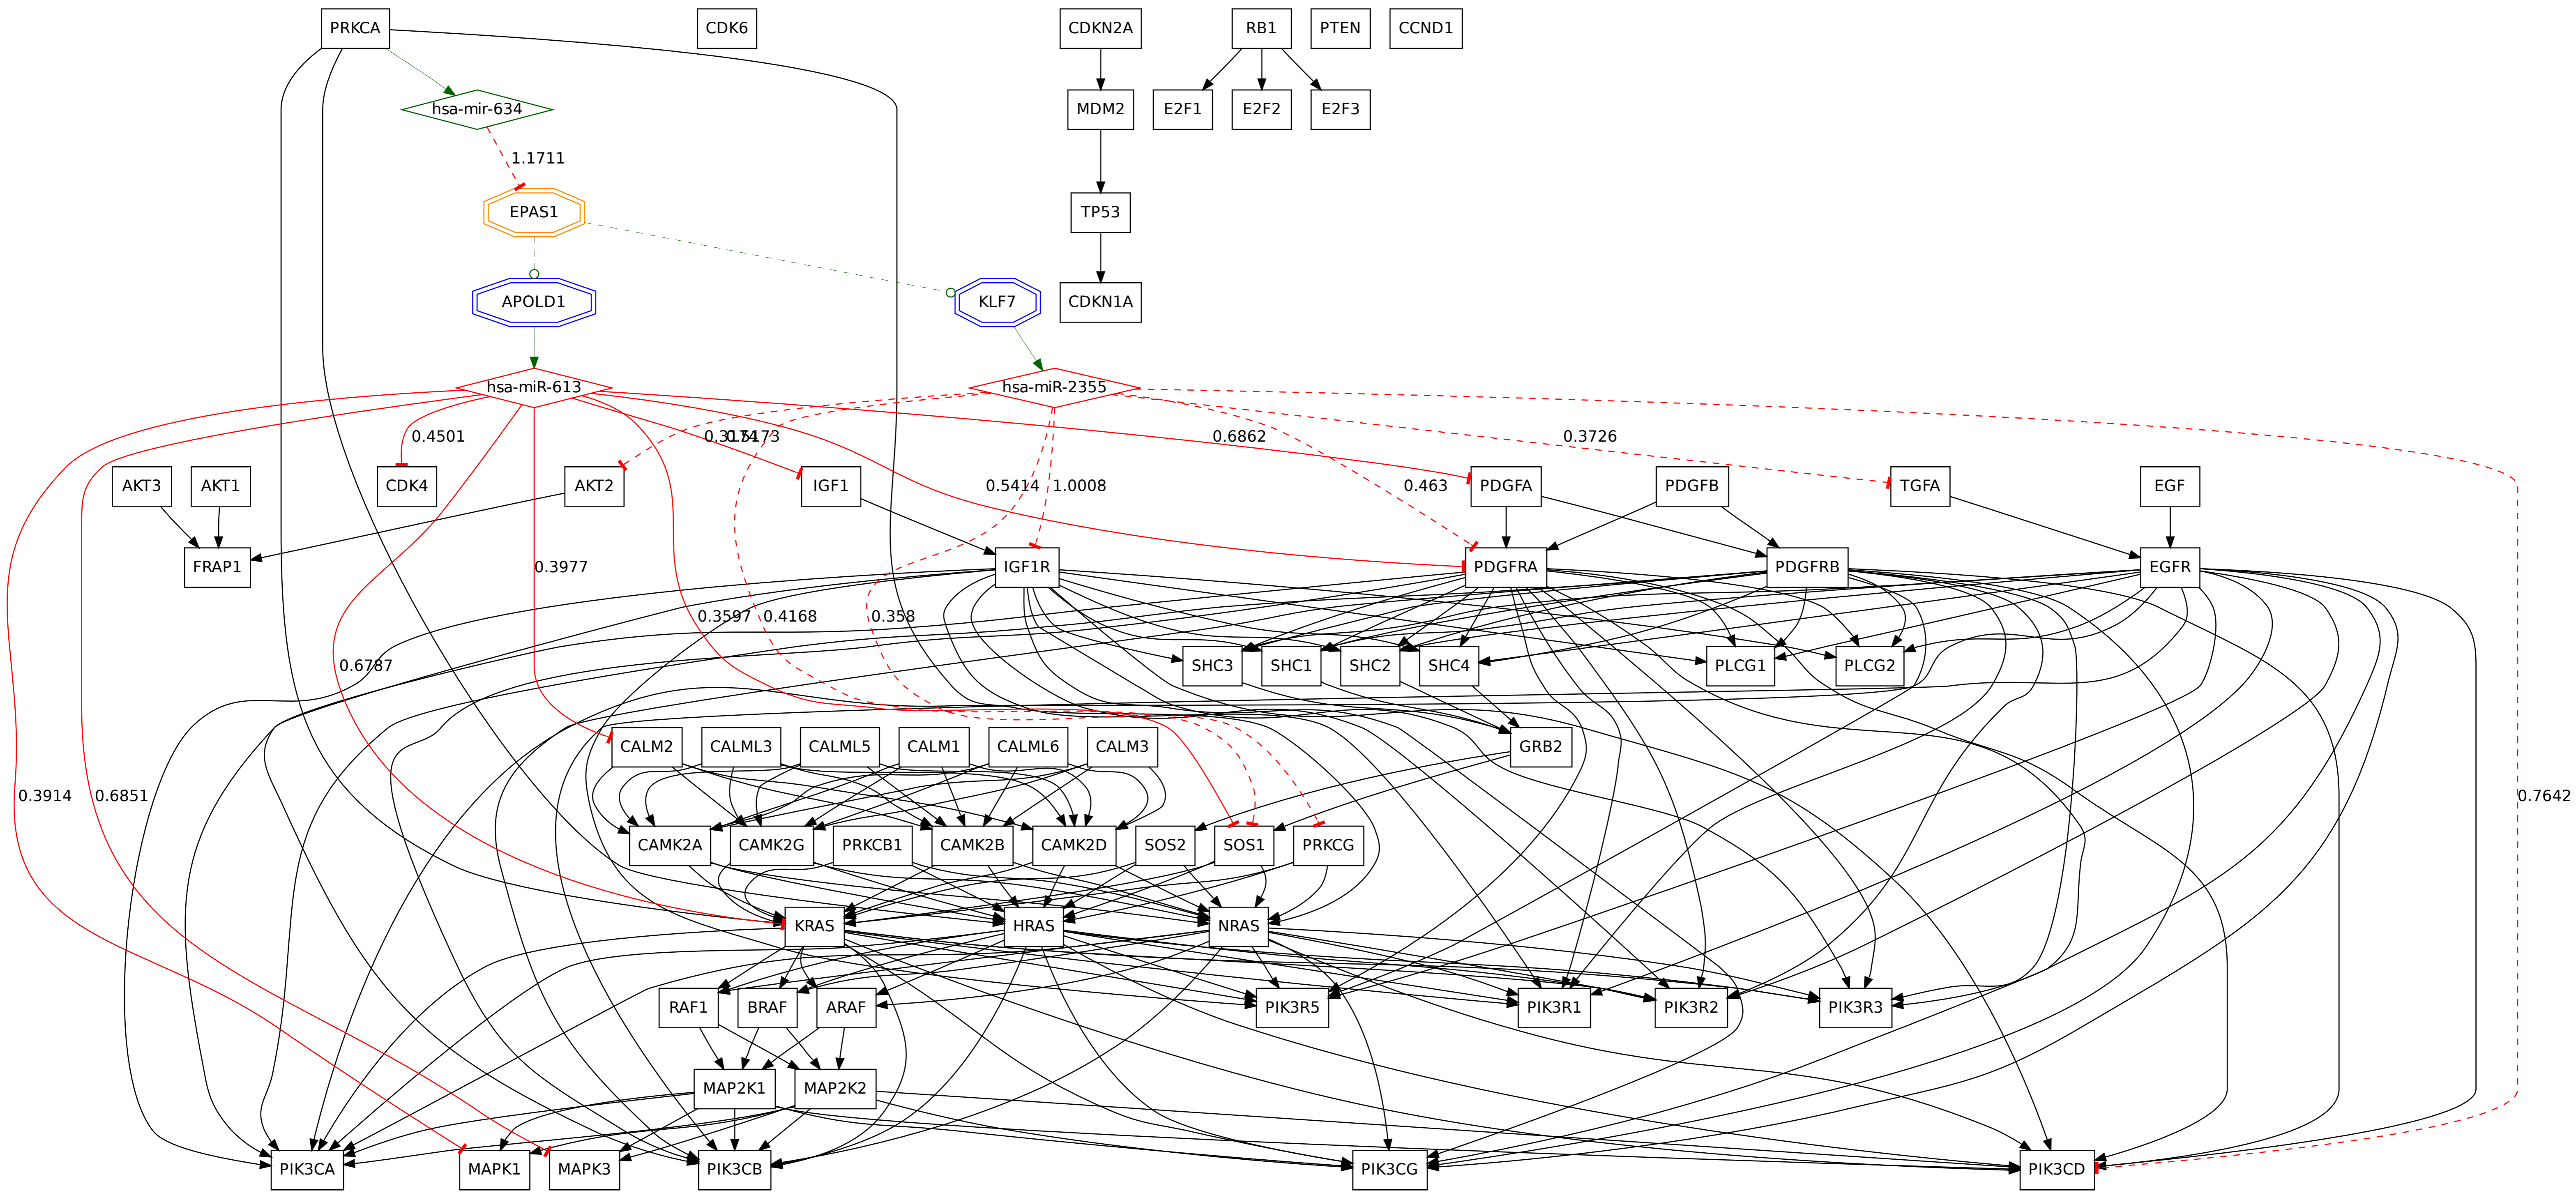 PRKCA
CDK6
CDKN2A
RB1
PTEN
CCND1
hsa-mir-634
MDM2
E2F1
E2F2
E2F3
1.1711
EPAS1
TP53
APOLD1
KLF7
CDKN1A
hsa-miR-613
hsa-miR-2355
0.4501
0.5173
0.6862
0.3726
AKT3
AKT1
CDK4
AKT2
IGF1
0.5414
1.0008
0.463
PDGFA
PDGFB
TGFA
EGF
FRAP1
0.3977
IGF1R
PDGFRA
PDGFRB
EGFR
0.3597
0.4168
0.358
0.6787
SHC3
SHC1
SHC2
SHC4
PLCG1
PLCG2
CALM2
CALML3
CALML5
CALM1
CALML6
CALM3
GRB2
0.3914
0.6851
0.7642
CAMK2A
CAMK2G
PRKCB1
CAMK2B
CAMK2D
SOS2
SOS1
PRKCG
KRAS
HRAS
NRAS
RAF1
BRAF
ARAF
PIK3R5
PIK3R1
PIK3R2
PIK3R3
MAP2K1
MAP2K2
PIK3CA
MAPK1
MAPK3
PIK3CB
PIK3CG
PIK3CD